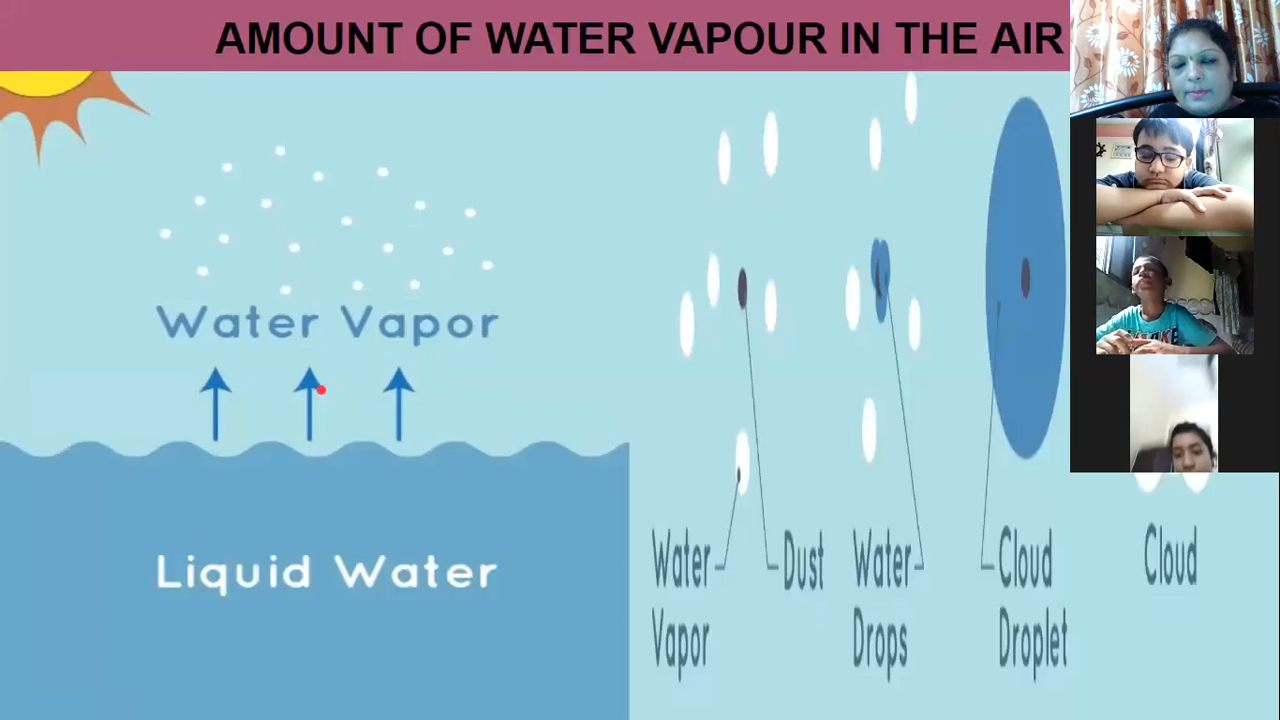 AMOUNT OF WATER VAPOUR IN THE AIR
Water Vapor
Liquid Water
Water
Vapor
Dust
Water
Drops
Cloud
Droplet
Cloud